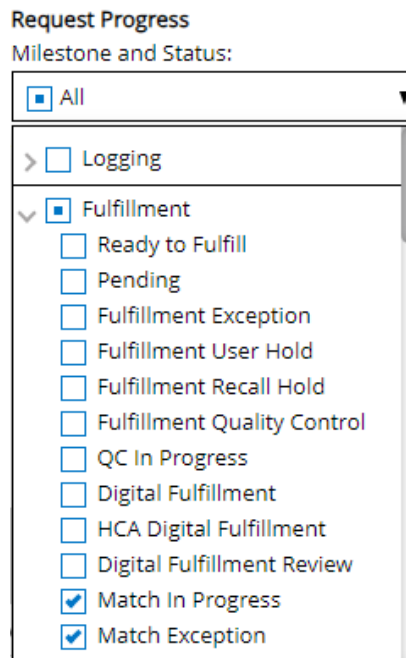 Request Progress
Milestone and Status:
All
Logging
Fulfillment
Ready to Fulfill
Pending
Fulfillment Exception
Fulfillment User Hold
Fulfillment Recall Hold
Fulfillment Quality Control
QC In Progress
Digital Fulfillment
HCA Digital Fulfillment
Digital Fulfillment Review
Match In Progress
Match Exception